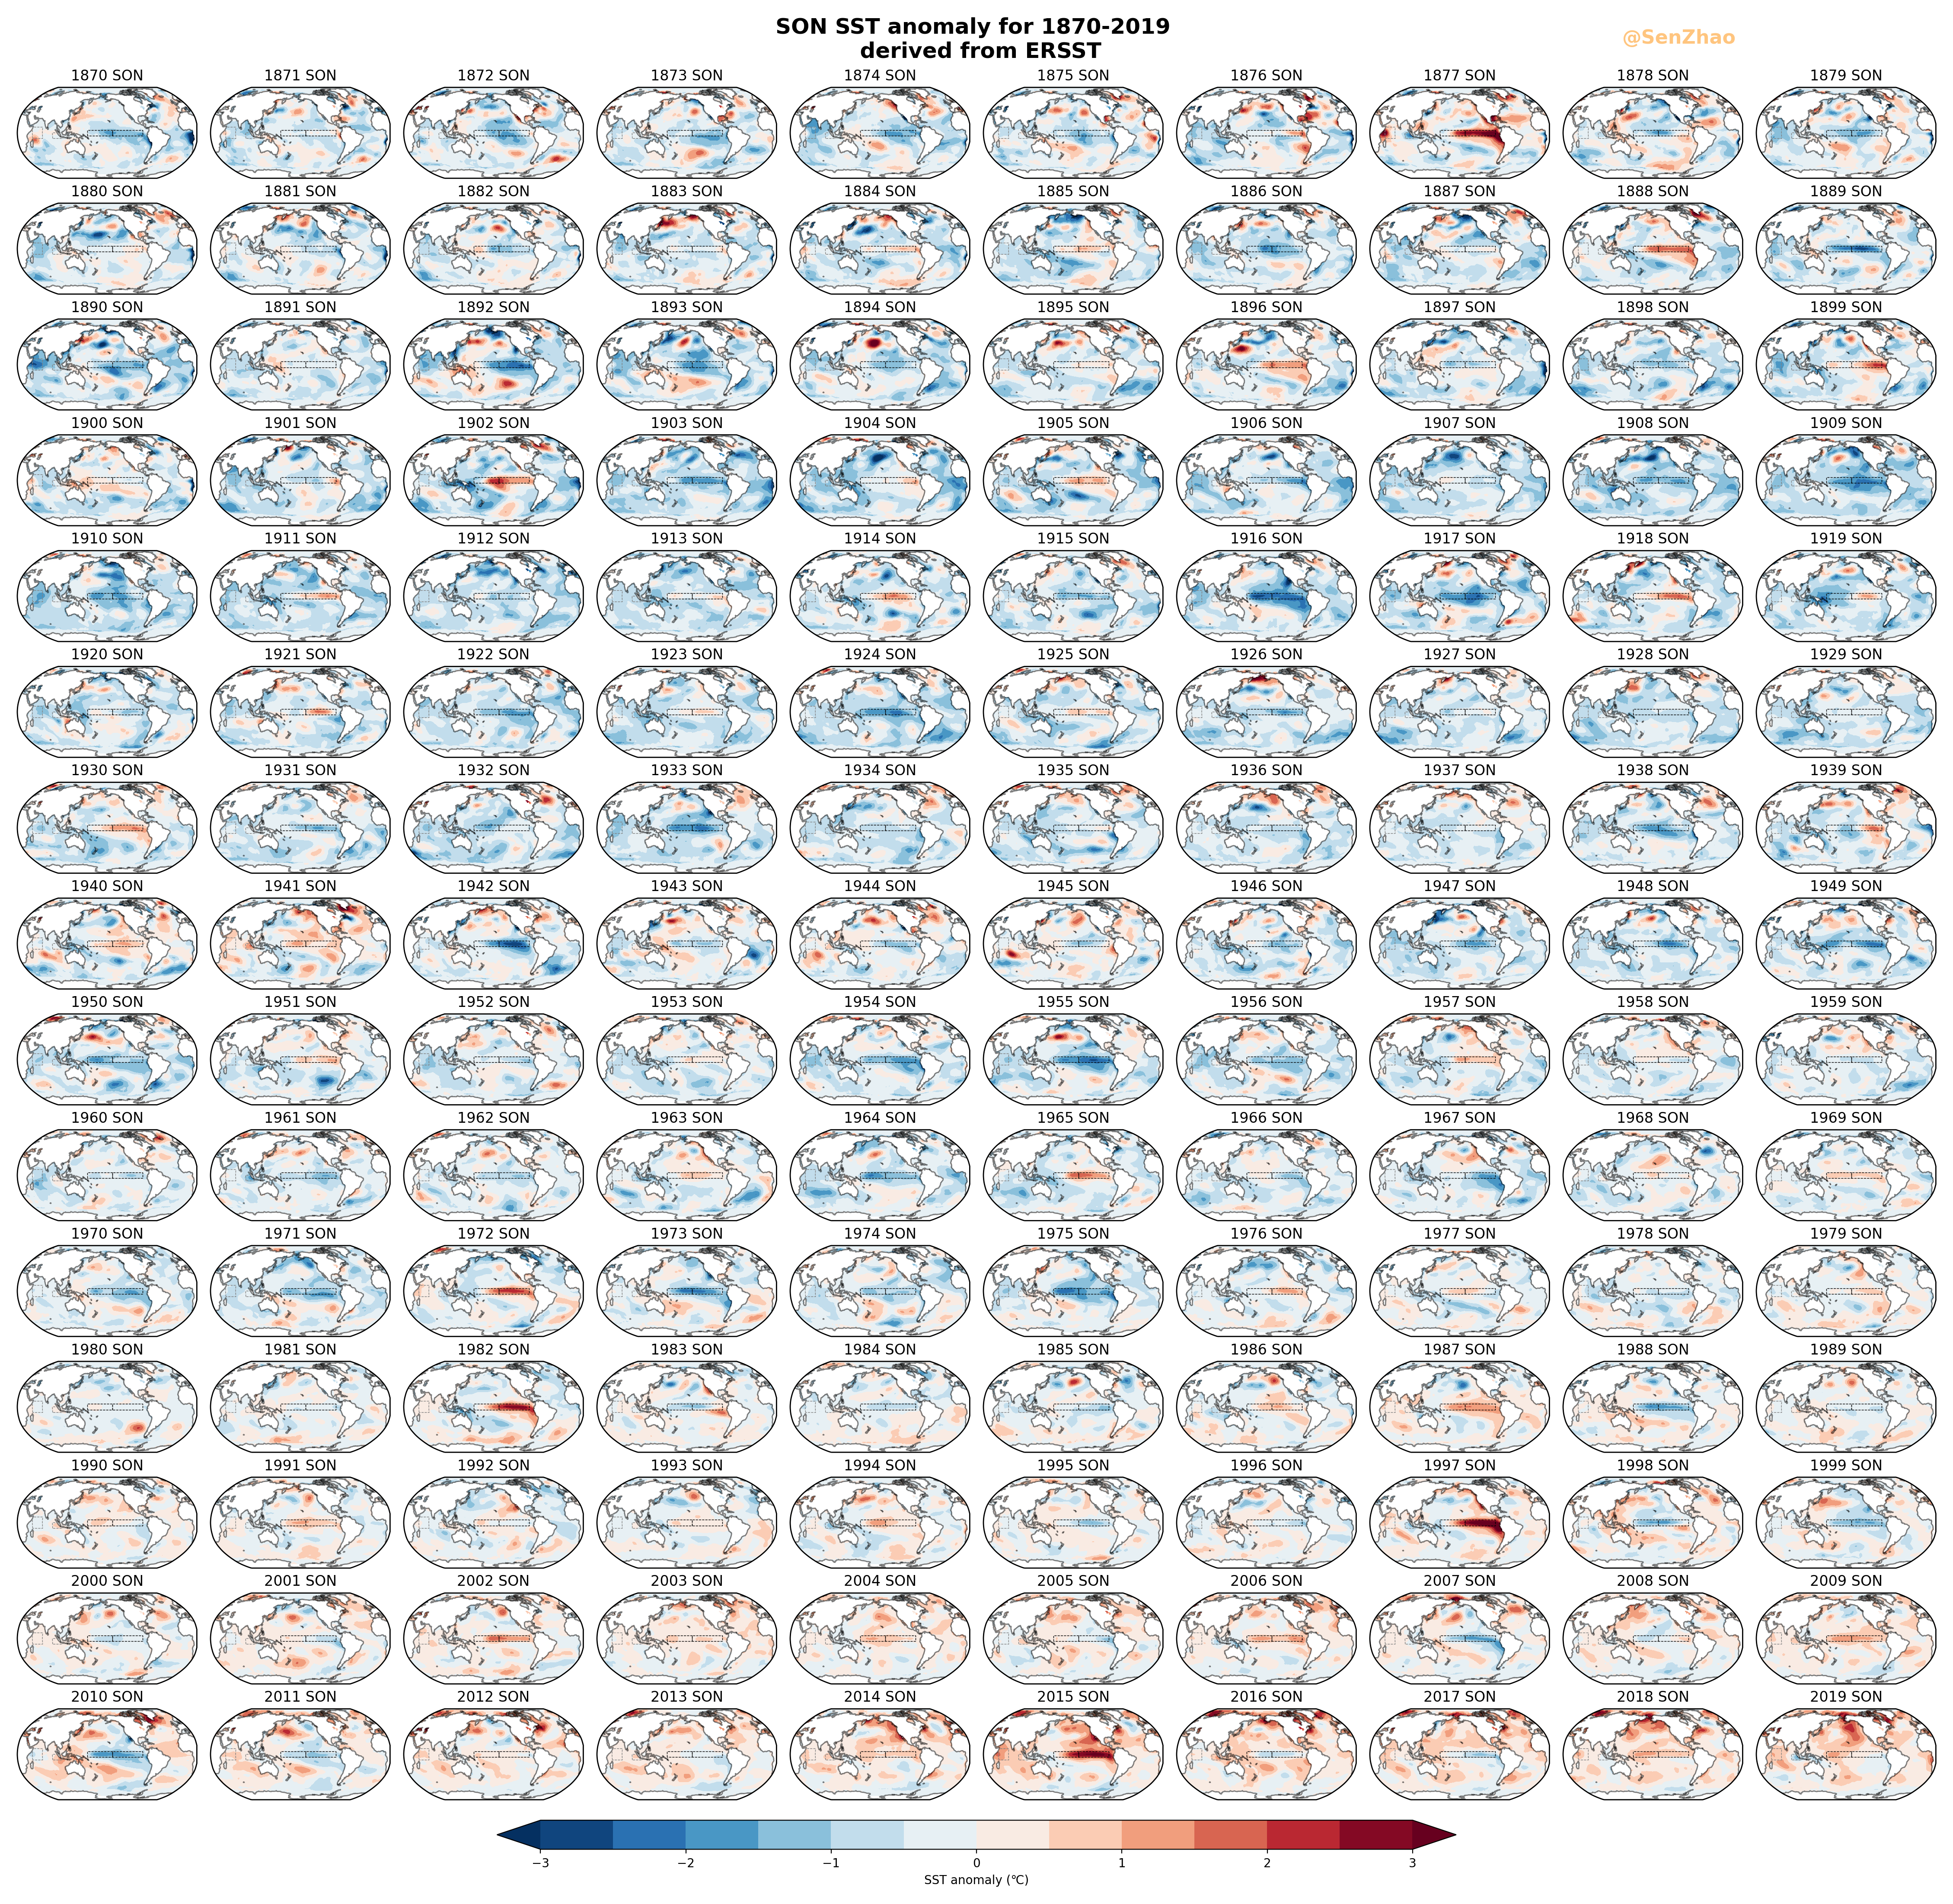 SON SST anomaly for 1870-2019
derived from ERSST
@SenZhao
1870 SON 1871 SON 1872 SON 1873 SON 1874 SON 1875 SON 1876 SON 1877 SON 1878 SON 1879 SON
1880 SON 1881 SON 1882 SON 1883 SON 1884 SON 1885 SON 1886 SON 1887 SON 1888 SON 1889 SON
1890 SON 1891 SON 1892 SON 1893 SON 1894 SON 1895 SON 1896 SON 1897 SON 1898 SON 1899 SON
1900 SON 1901 SON 1902 SON 1903 SON 1904 SON 1905 SON 1906 SON 1907 SON 1908 SON 1909 SON
1910 SON 1911 SON 1912 SON 1913 SON 1914 SON 1915 SON 1916 SON 1917 SON 1918 SON 1919 SON
1920 SON 1921 SON 1922 SON 1923 SON 1924 SON 1925 SON 1926 SON 1927 SON 1928 SON 1929 SON
1930 SON 1931 SON 1932 SON 1933 SON 1934 SON 1935 SON 1936 SON 1937 SON 1938 SON 1939 SON
1940 SON 1941 SON 1942 SON 1943 SON 1944 SON 1945 SON 1946 SON 1947 SON 1948 SON 1949 SON
1950 SON 1951 SON 1952 SON 1953 SON 1954 SON 1955 SON 1956 SON 1957 SON 1958 SON 1959 SON
1960 SON 1961 SON 1962 SON 1963 SON 1964 SON 1965 SON 1966 SON 1967 SON 1968 SON 1969 SON
1970 SON 1971 SON 1972 SON 1973 SON 1974 SON 1975 SON 1976 SON 1977 SON 1978 SON 1979 SON
1980 SON 1981 SON 1982 SON 1983 SON 1984 SON 1985 SON 1986 SON 1987 SON 1988 SON 1989 SON
1990 SON 1991 SON 1992 SON 1993 SON 1994 SON 1995 SON 1996 SON 1997 SON 1998 SON 1999 SON
2000 SON 2001 SON 2002 SON 2003 SON 2004 SON 2005 SON 2006 SON 2007 SON 2008 SON 2009 SON
2010 SON 2011 SON 2012 SON 2013 SON 2014 SON 2015 SON 2016 SON 2017 SON 2018 SON 2019 SON
−3 −2 −1 0 1 2 3
SST anomaly (℃)